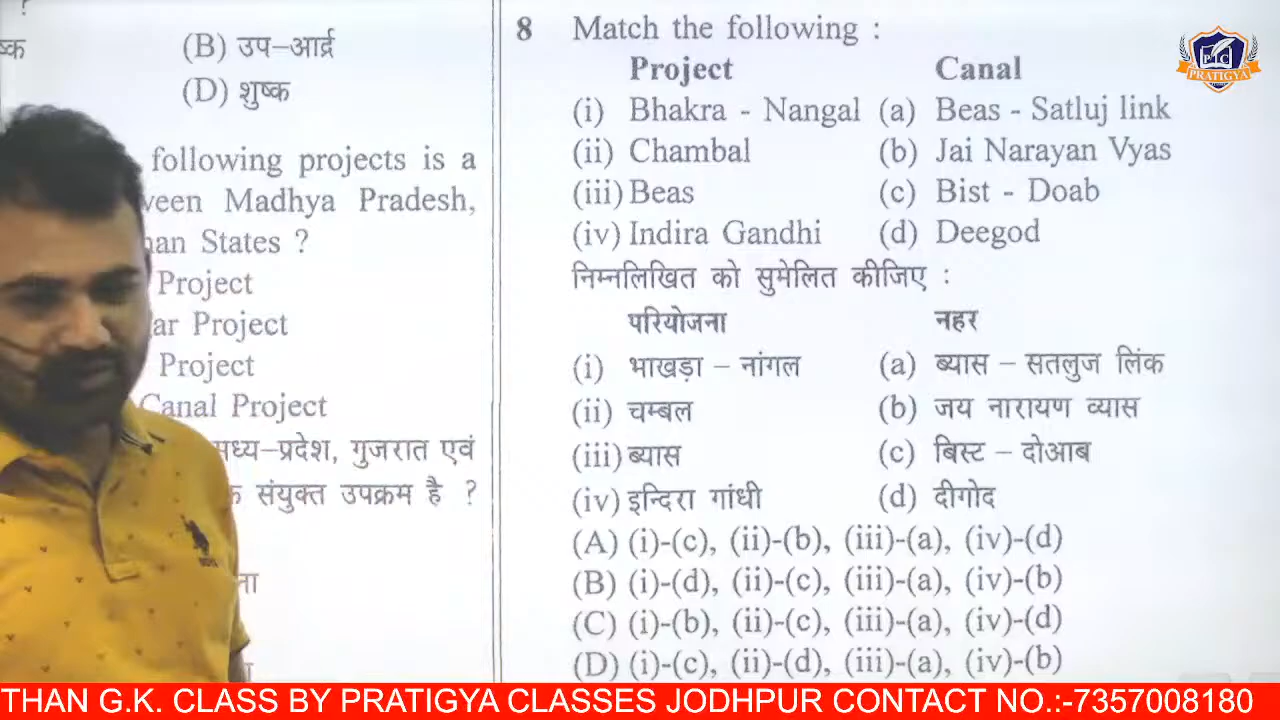 ?
ष्क
(B) उप–आर्द्र
(D) शुष्क
following projects is a
veen Madhya Pradesh,
han States ?
Project
ar Project
Project
Canal Project
मध्य–प्रदेश, गुजरात एवं
क संयुक्त उपक्रम है ?
ना
8 Match the following :
Project Canal
(i) Bhakra - Nangal (a) Beas - Satluj link
(ii) Chambal (b) Jai Narayan Vyas
(iii) Beas (c) Bist - Doab
(iv) Indira Gandhi (d) Deegod
निम्नलिखित को सुमेलित कीजिए :
परियोजना नहर
(i) भाखड़ा – नांगल (a) ब्यास – सतलुज लिंक
(ii) चम्बल (b) जय नारायण व्यास
(iii) ब्यास (c) बिस्ट – दोआब
(iv) इन्दिरा गांधी (d) दीगोद
(A) (i)-(c), (ii)-(b), (iii)-(a), (iv)-(d)
(B) (i)-(d), (ii)-(c), (iii)-(a), (iv)-(b)
(C) (i)-(b), (ii)-(c), (iii)-(a), (iv)-(d)
(D) (i)-(c), (ii)-(d), (iii)-(a), (iv)-(b)
PTC
PRATIGYA
THAN G.K. CLASS BY PRATIGYA CLASSES JODHPUR CONTACT NO.:-7357008180